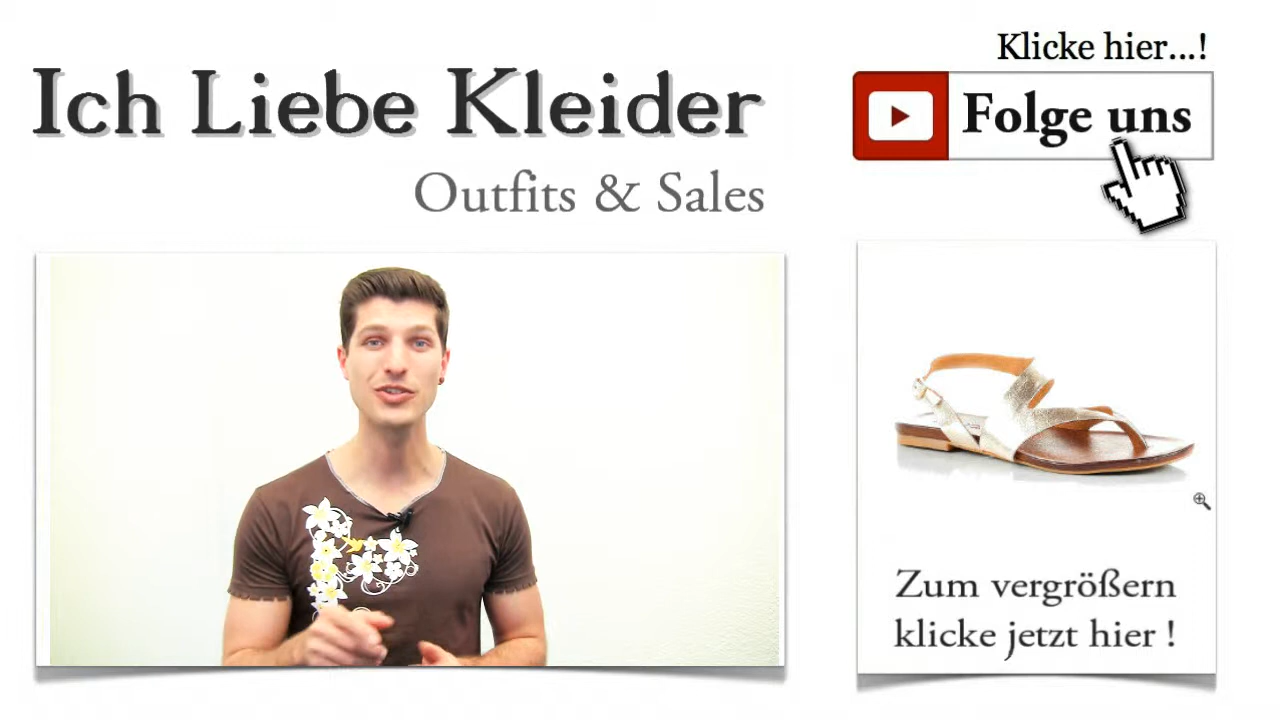 Ich Liebe Kleider
Outfits & Sales
Klicke hier...!
Folge uns
Zum vergrößern
klicke jetzt hier !